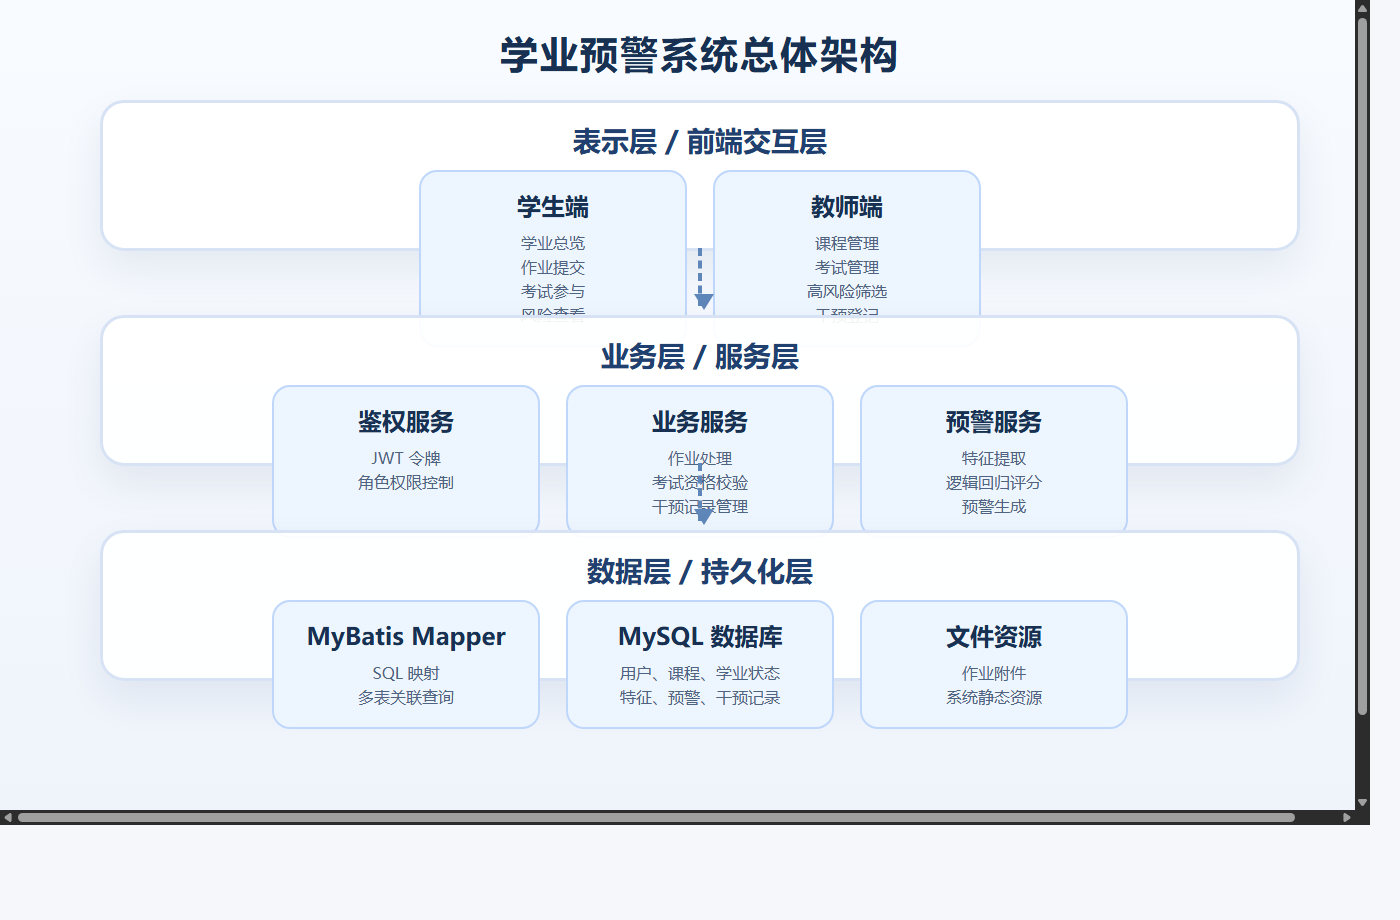 学业预警系统总体架构
表示层 / 前端交互层
学生端
学业总览
作业提交
考试参与
风险查看
教师端
课程管理
考试管理
高风险筛选
干预登记
业务层 / 服务层
鉴权服务
JWT 令牌
角色权限控制
业务服务
作业处理
考试资格校验
干预记录管理
预警服务
特征提取
逻辑回归评分
预警生成
数据层 / 持久化层
MyBatis Mapper
SQL 映射
多表关联查询
MySQL 数据库
用户、课程、学业状态
特征、预警、干预记录
文件资源
作业附件
系统静态资源